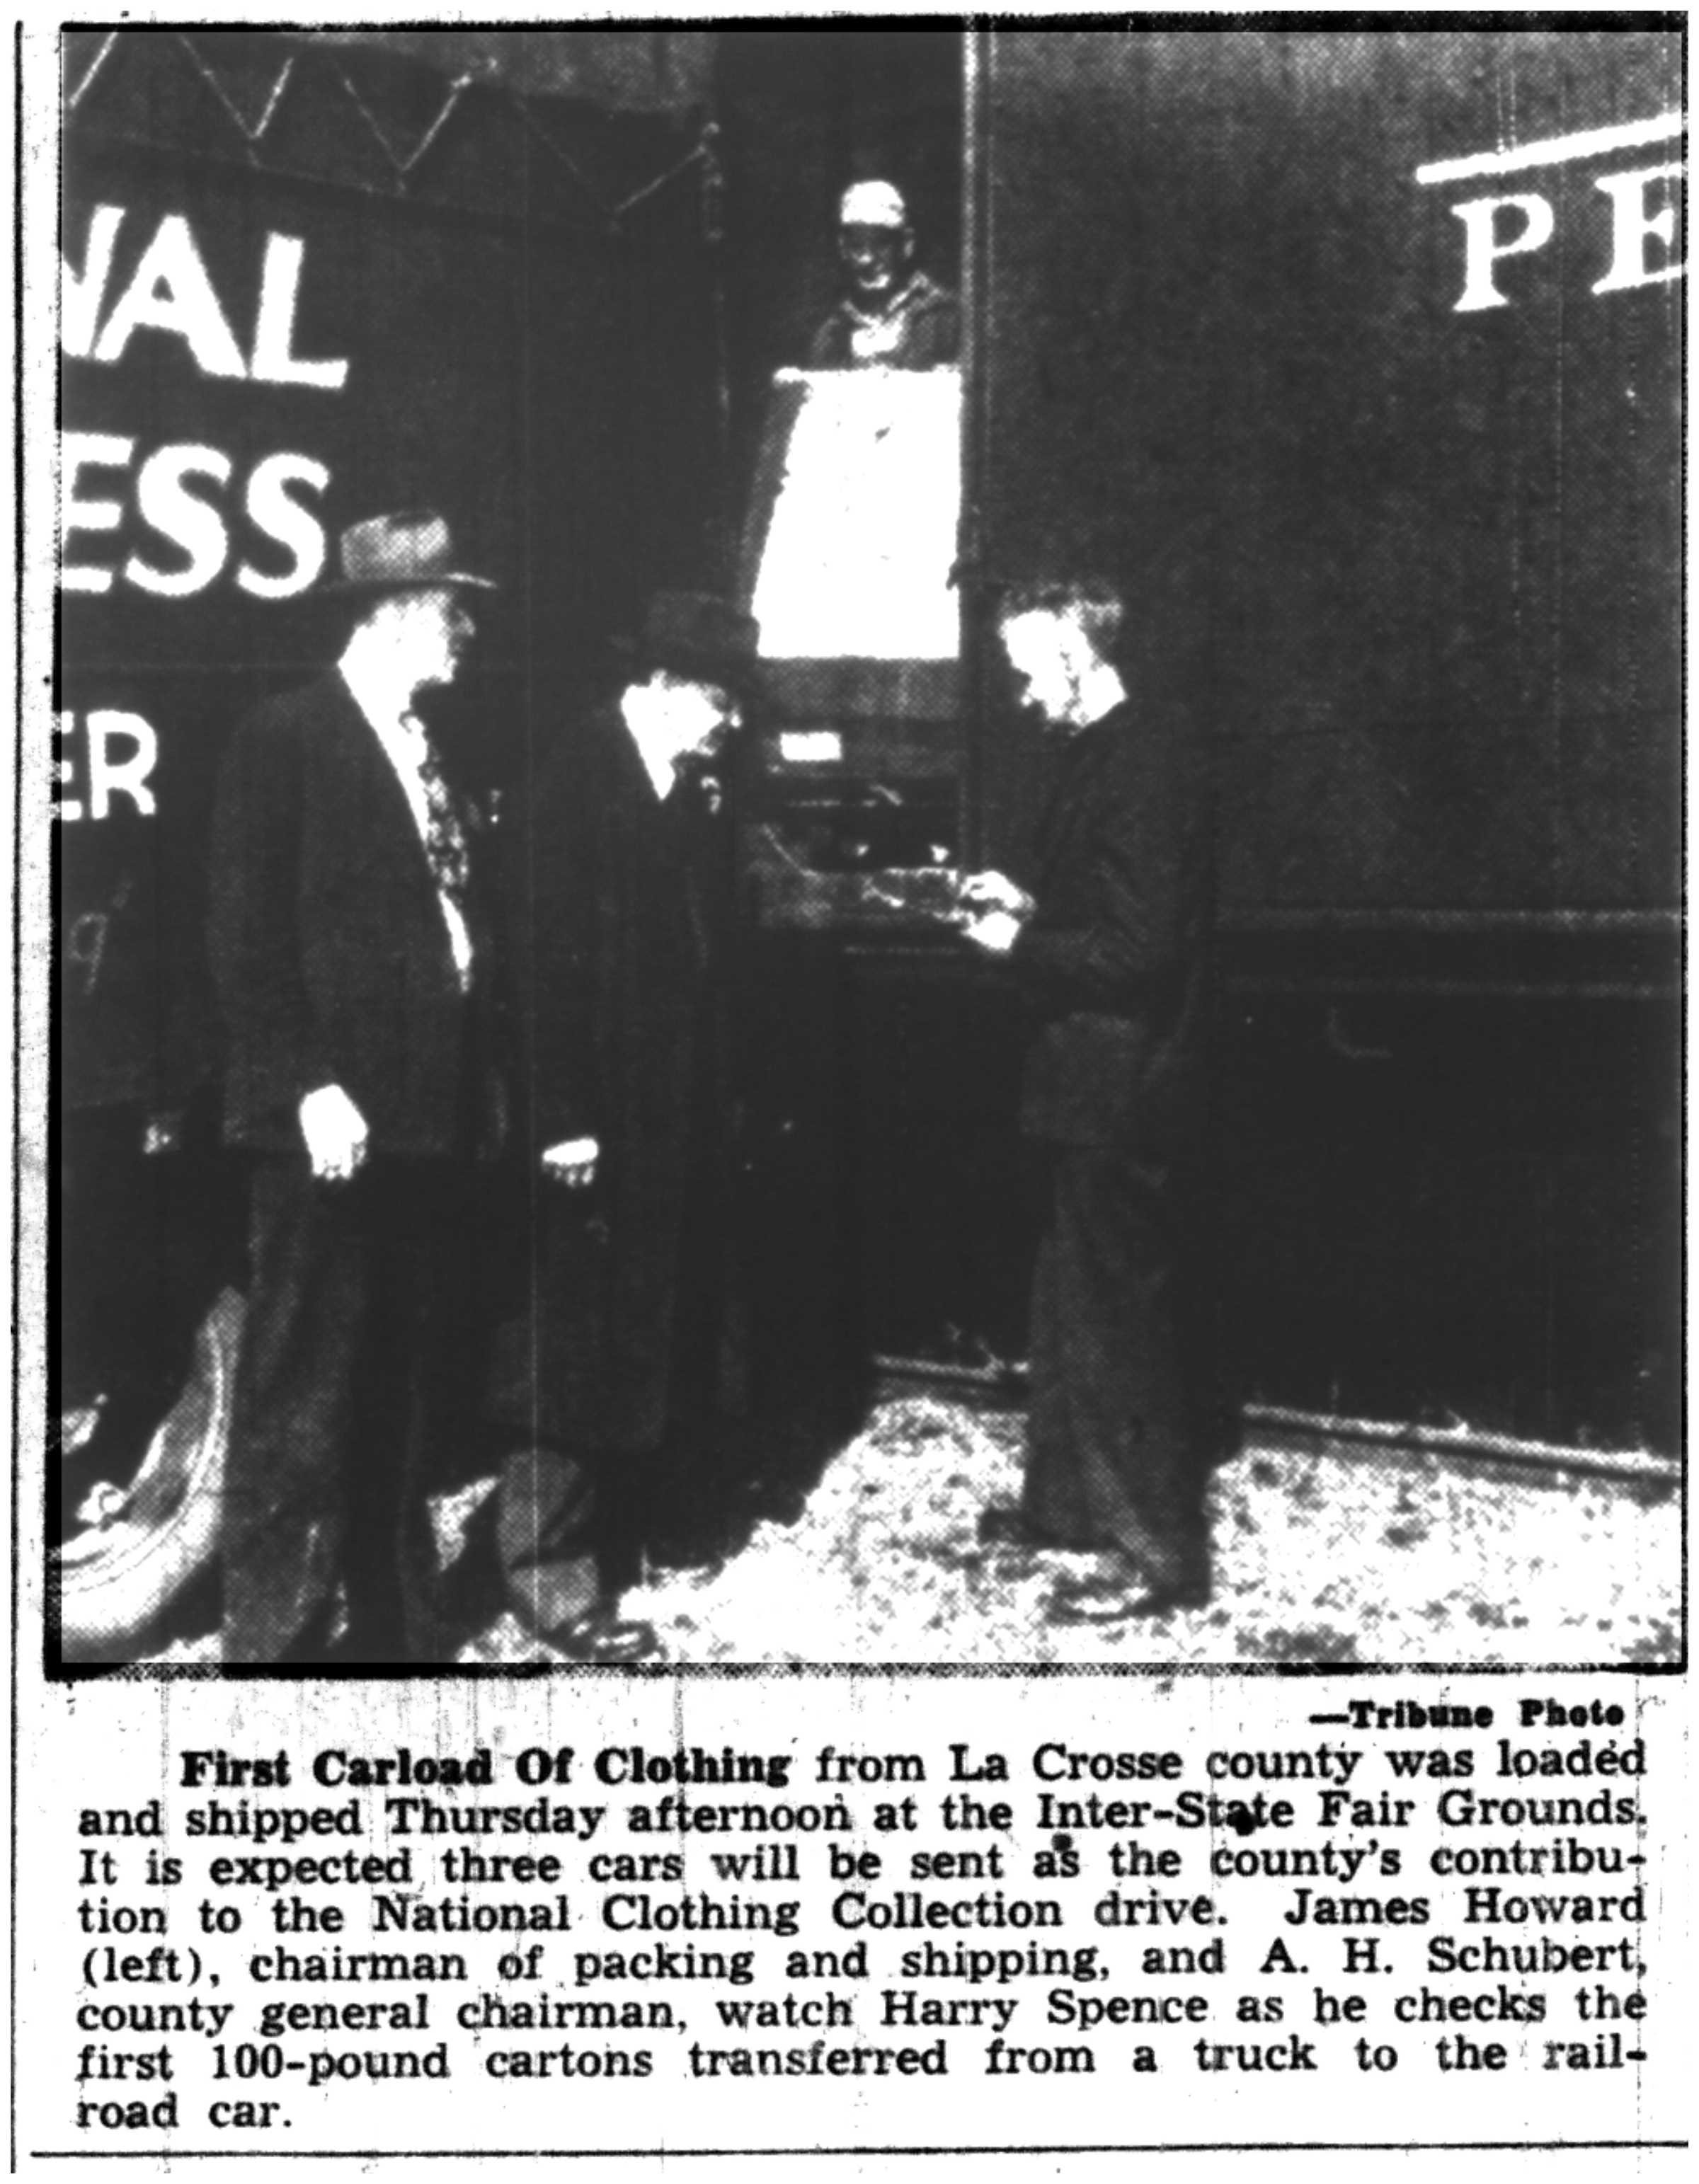 NAL
ESS
ER
9
PE
—Tribune Photo
First Carload Of Clothing from La Crosse county was loaded
and shipped Thursday afternoon at the Inter-State Fair Grounds.
It is expected three cars will be sent as the county's contribu-
tion to the National Clothing Collection drive. James Howard
(left), chairman of packing and shipping, and A. H. Schubert,
county general chairman, watch Harry Spence as he checks the
first 100-pound cartons transferred from a truck to the rail-
road car.